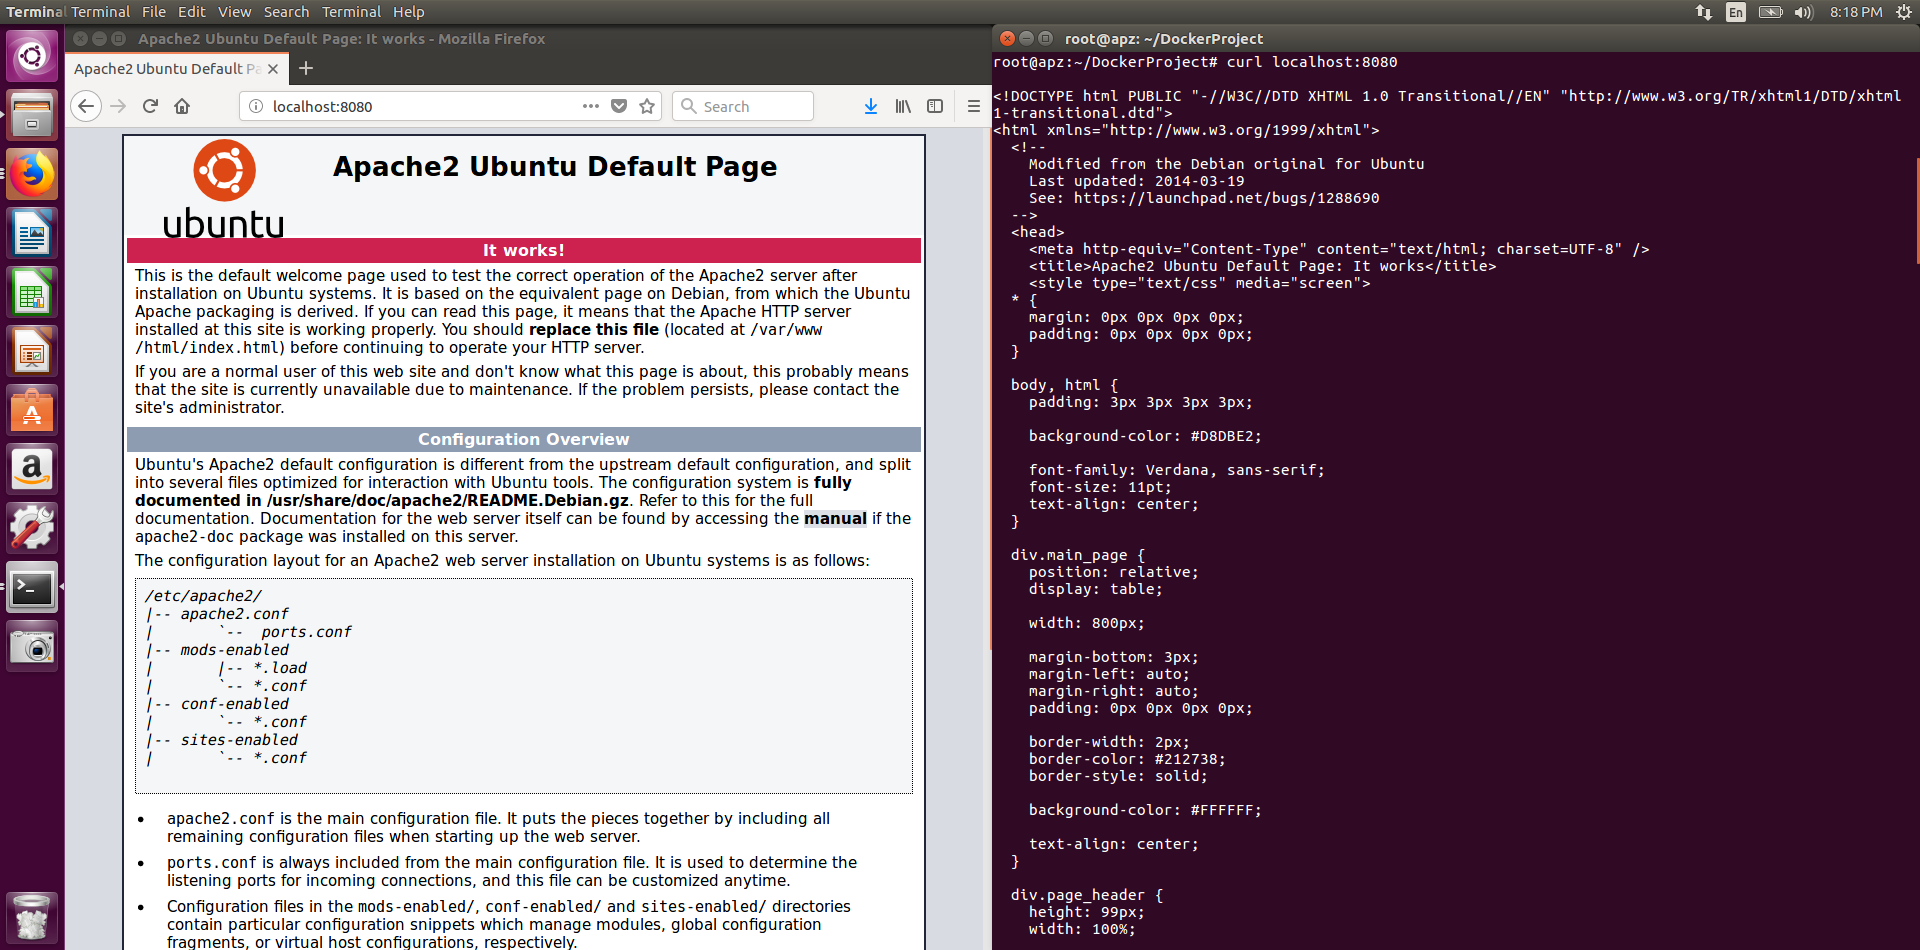 Terminal Terminal File Edit View Search Terminal Help
En 8:18 PM
Apache2 Ubuntu Default Page: It works - Mozilla Firefox
Apache2 Ubuntu Default Pa
localhost:8080
Search
ubuntu
Apache2 Ubuntu Default Page
It works!
This is the default welcome page used to test the correct operation of the Apache2 server after
installation on Ubuntu systems. It is based on the equivalent page on Debian, from which the Ubuntu
Apache packaging is derived. If you can read this page, it means that the Apache HTTP server
installed at this site is working properly. You should replace this file (located at /var/www
/html/index.html) before continuing to operate your HTTP server.
If you are a normal user of this web site and don't know what this page is about, this probably means
that the site is currently unavailable due to maintenance. If the problem persists, please contact the
site's administrator.
Configuration Overview
Ubuntu's Apache2 default configuration is different from the upstream default configuration, and split
into several files optimized for interaction with Ubuntu tools. The configuration system is fully
documented in /usr/share/doc/apache2/README.Debian.gz. Refer to this for the full
documentation. Documentation for the web server itself can be found by accessing the manual if the
apache2-doc package was installed on this server.
The configuration layout for an Apache2 web server installation on Ubuntu systems is as follows:
/etc/apache2/
|-- apache2.conf
|       `--  ports.conf
|-- mods-enabled
|       |-- *.load
|       `-- *.conf
|-- conf-enabled
|       `-- *.conf
|-- sites-enabled
|       `-- *.conf
• apache2.conf is the main configuration file. It puts the pieces together by including all
remaining configuration files when starting up the web server.
• ports.conf is always included from the main configuration file. It is used to determine the
listening ports for incoming connections, and this file can be customized anytime.
• Configuration files in the mods-enabled/, conf-enabled/ and sites-enabled/ directories
contain particular configuration snippets which manage modules, global configuration
fragments, or virtual host configurations, respectively.
root@apz: ~/DockerProject
root@apz:~/DockerProject# curl localhost:8080
<!DOCTYPE html PUBLIC "-//W3C//DTD XHTML 1.0 Transitional//EN" "http://www.w3.org/TR/xhtml1/DTD/xhtml
1-transitional.dtd">
<html xmlns="http://www.w3.org/1999/xhtml">
  <!--
    Modified from the Debian original for Ubuntu
    Last updated: 2014-03-19
    See: https://launchpad.net/bugs/1288690
  -->
  <head>
    <meta http-equiv="Content-Type" content="text/html; charset=UTF-8" />
    <title>Apache2 Ubuntu Default Page: It works</title>
    <style type="text/css" media="screen">
  * {
    margin: 0px 0px 0px 0px;
    padding: 0px 0px 0px 0px;
  }
  body, html {
    padding: 3px 3px 3px 3px;
    background-color: #D8DBE2;
    font-family: Verdana, sans-serif;
    font-size: 11pt;
    text-align: center;
  }
  div.main_page {
    position: relative;
    display: table;
    width: 800px;
    margin-bottom: 3px;
    margin-left: auto;
    margin-right: auto;
    padding: 0px 0px 0px 0px;
    border-width: 2px;
    border-color: #212738;
    border-style: solid;
    background-color: #FFFFFF;
    text-align: center;
  }
  div.page_header {
    height: 99px;
    width: 100%;